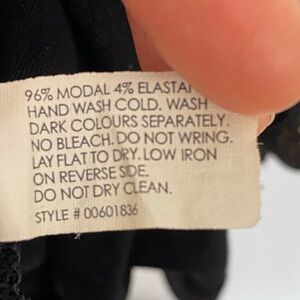 96% MODAL 4% ELASTA
HAND WASH COLD. WASH
DARK COLOURS SEPARATELY.
NO BLEACH. DO NOT WRING.
LAY FLAT TO DRY. LOW IRON
ON REVERSE SIDE.
DO NOT DRY CLEAN.
STYLE # 00601836